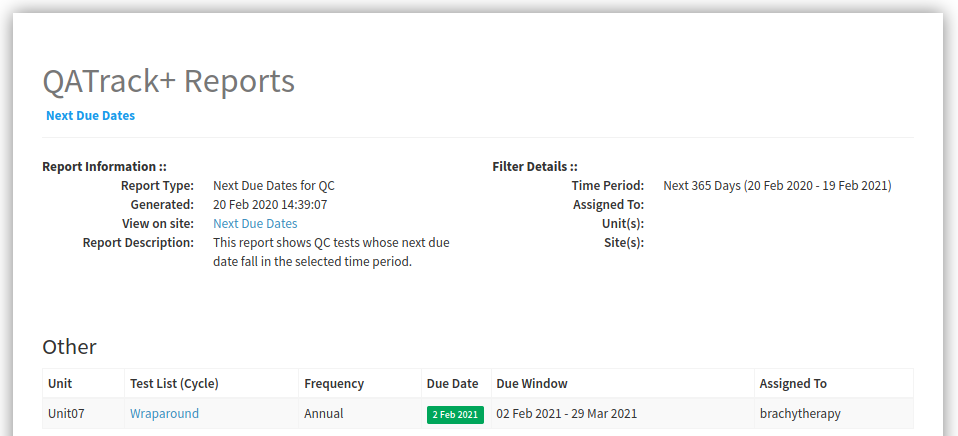 QATrack+ Reports
Next Due Dates
Report Information ::
Report Type: Next Due Dates for QC
Generated: 20 Feb 2020 14:39:07
View on site: Next Due Dates
Report Description: This report shows QC tests whose next due
date fall in the selected time period.
Filter Details ::
Time Period: Next 365 Days (20 Feb 2020 - 19 Feb 2021)
Assigned To:
Unit(s):
Site(s):
Other
Unit Test List (Cycle) Frequency Due Date Due Window Assigned To
Unit07 Wraparound Annual 2 Feb 2021 02 Feb 2021 - 29 Mar 2021 brachytherapy